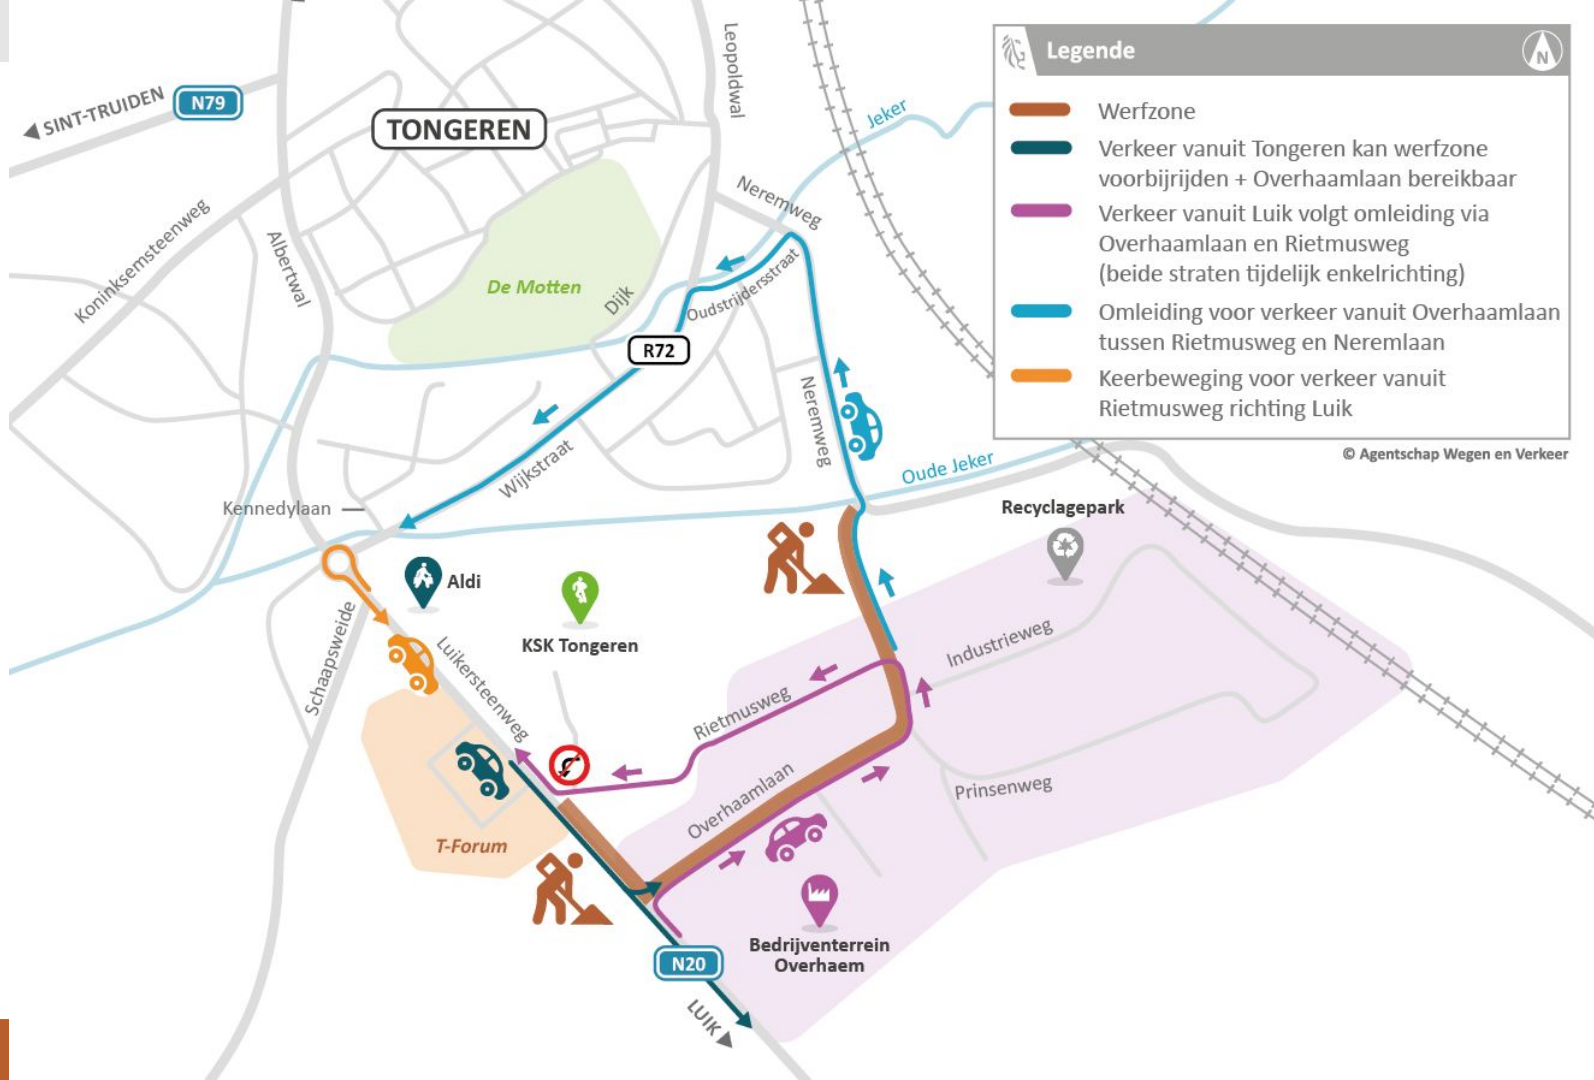 Legende
N
Werfzone
Verkeer vanuit Tongeren kan werfzone
voorbijrijden + Overhaamlaan bereikbaar
Verkeer vanuit Luik volgt omleiding via
Overhaamlaan en Rietmusweg
(beide straten tijdelijk enkelrichting)
Omleiding voor verkeer vanuit Overhaamlaan
tussen Rietmusweg en Neremlaan
Keerbeweging voor verkeer vanuit
Rietmusweg richting Luik
© Agentschap Wegen en Verkeer
SINT-TRUIDEN
N79
TONGEREN
Leopoldwal
Jeker
Neremweg
Koninksemsteenweg
Albertwal
De Motten
Dijk
Oudstrijdersstraat
R72
Neremweg
Wijkstraat
Oude Jeker
Kennedylaan
Recyclagepark
Aldi
KSK Tongeren
Schaapsweide
Luikersteenweg
Industrieweg
Rietmusweg
Overhaamlaan
Prinsenweg
T-Forum
Bedrijventerrein
Overhaem
N20
LUIK